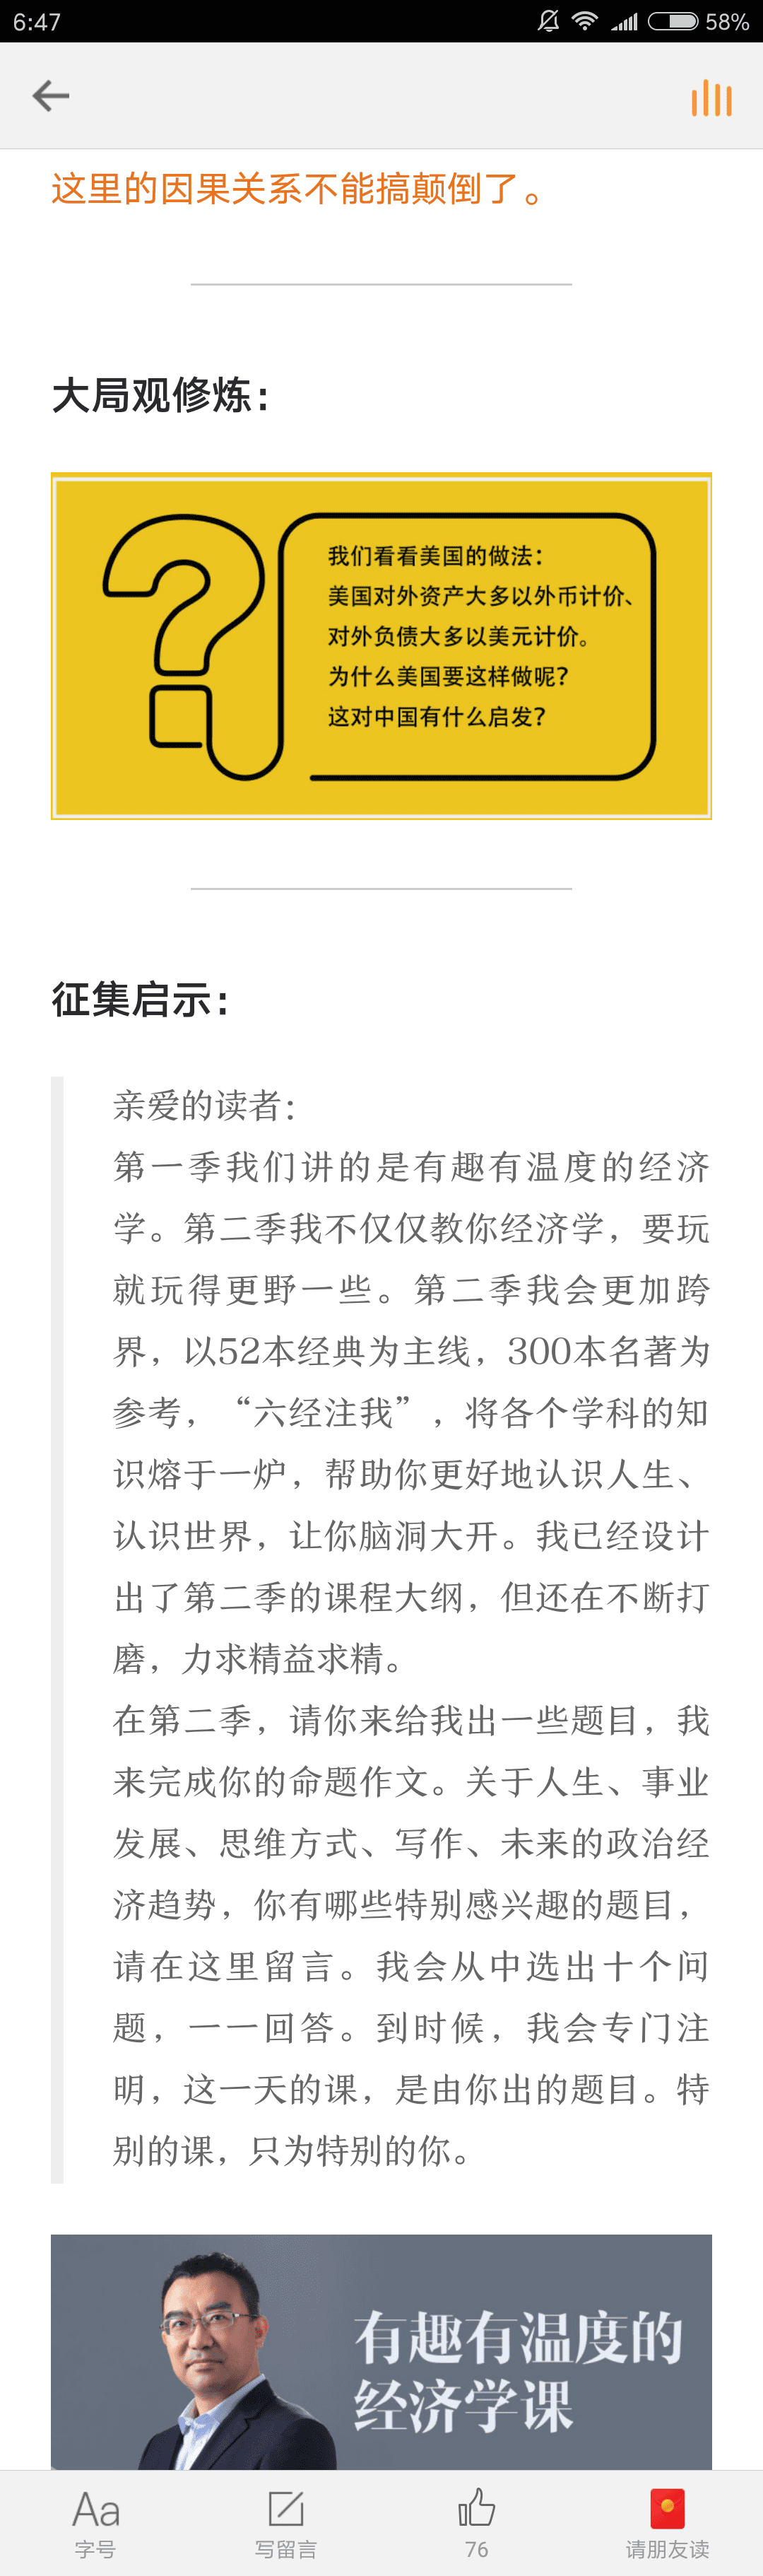 6:47
58%
这里的因果关系不能搞颠倒了。
大局观修炼：
我们看看美国的做法：
美国对外资产大多以外币计价、
对外负债大多以美元计价。
为什么美国要这样做呢？
这对中国有什么启发？
征集启示：
亲爱的读者：
第一季我们讲的是有趣有温度的经济
学。第二季我不仅仅教你经济学，要玩
就玩得更野一些。第二季我会更加跨
界，以52本经典为主线，300本名著为
参考，“六经注我”，将各个学科的知
识熔于一炉，帮助你更好地认识人生、
认识世界，让你脑洞大开。我已经设计
出了第二季的课程大纲，但还在不断打
磨，力求精益求精。
在第二季，请你来给我出一些题目，我
来完成你的命题作文。关于人生、事业
发展、思维方式、写作、未来的政治经
济趋势，你有哪些特别感兴趣的题目，
请在这里留言。我会从中选出十个问
题，一一回答。到时候，我会专门注
明，这一天的课，是由你出的题目。特
别的课，只为特别的你。
有趣有温度的
经济学课
Aa
字号
写留言
76
请朋友读